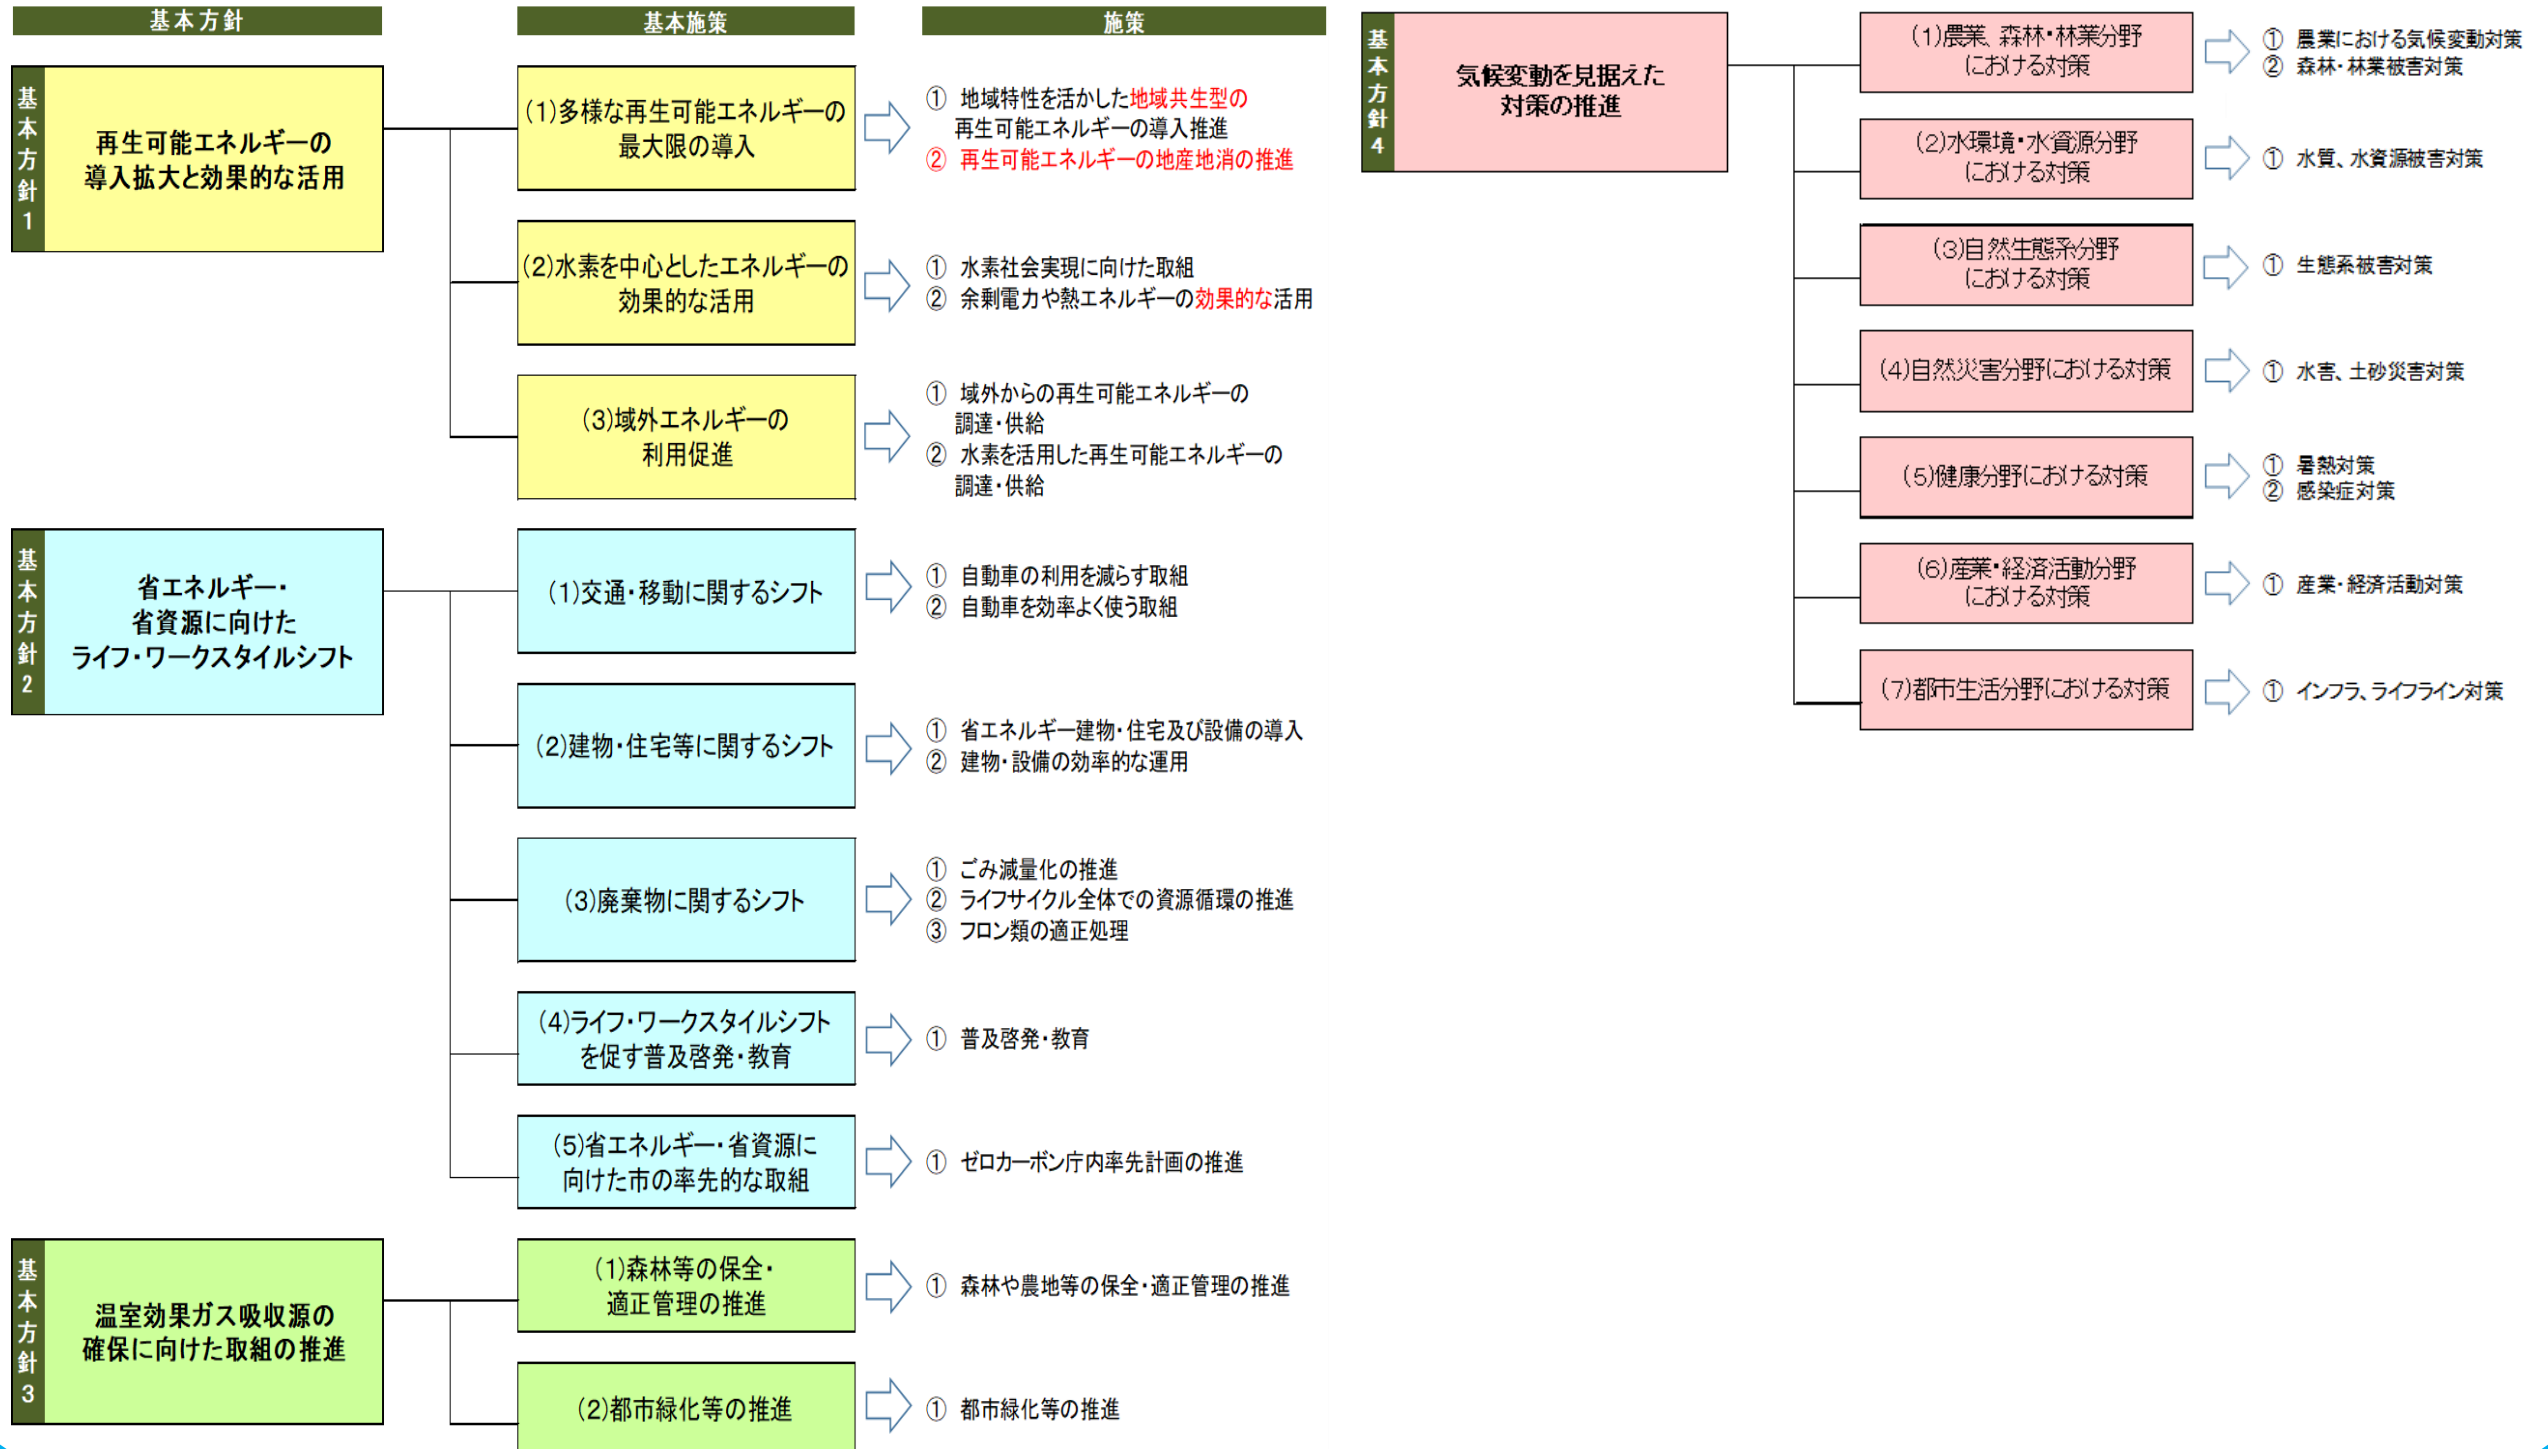 基本方針
基本施策
施策
基本方針1
再生可能エネルギーの
導入拡大と効果的な活用
(1)多様な再生可能エネルギーの
最大限の導入
① 地域特性を活かした地域共生型の
再生可能エネルギーの導入推進
② 再生可能エネルギーの地産地消の推進
(2)水素を中心としたエネルギーの
効果的な活用
① 水素社会実現に向けた取組
② 余剰電力や熱エネルギーの効果的な活用
(3)域外エネルギーの
利用促進
① 域外からの再生可能エネルギーの
調達・供給
② 水素を活用した再生可能エネルギーの
調達・供給
基本方針2
省エネルギー・
省資源に向けた
ライフ・ワークスタイルシフト
(1)交通・移動に関するシフト
① 自動車の利用を減らす取組
② 自動車を効率よく使う取組
(2)建物・住宅等に関するシフト
① 省エネルギー建物・住宅及び設備の導入
② 建物・設備の効率的な運用
(3)廃棄物に関するシフト
① ごみ減量化の推進
② ライフサイクル全体での資源循環の推進
③ フロン類の適正処理
(4)ライフ・ワークスタイルシフト
を促す普及啓発・教育
① 普及啓発・教育
(5)省エネルギー・省資源に
向けた市の率先的な取組
① ゼロカーボン庁内率先計画の推進
基本方針3
温室効果ガス吸収源の
確保に向けた取組の推進
(1)森林等の保全・
適正管理の推進
① 森林や農地等の保全・適正管理の推進
(2)都市緑化等の推進
① 都市緑化等の推進
基本方針4
気候変動を見据えた
対策の推進
(1)農業、森林・林業分野
における対策
① 農業における気候変動対策
② 森林・林業被害対策
(2)水環境・水資源分野
における対策
① 水質、水資源被害対策
(3)自然生態系分野
における対策
① 生態系被害対策
(4)自然災害分野における対策
① 水害、土砂災害対策
(5)健康分野における対策
① 暑熱対策
② 感染症対策
(6)産業・経済活動分野
における対策
① 産業・経済活動対策
(7)都市生活分野における対策
① インフラ、ライフライン対策